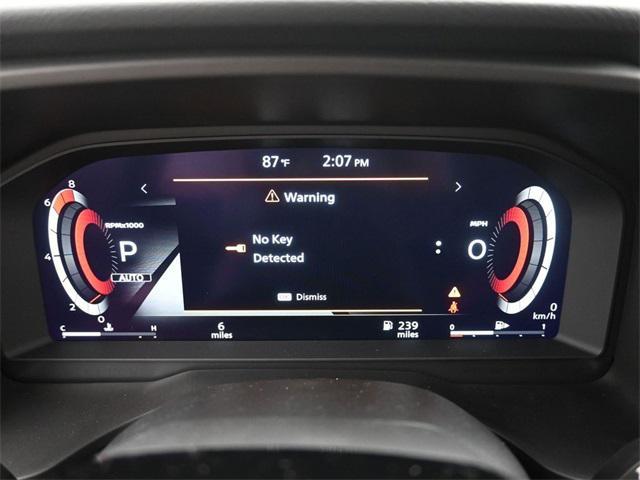 87°F 2:07 PM
8
6
RPMx1000
Warning
MPH
4
P
No Key
Detected
0
AUTO
2
0
OK Dismiss
0
km/h
C H
6
miles
239
miles
0 1